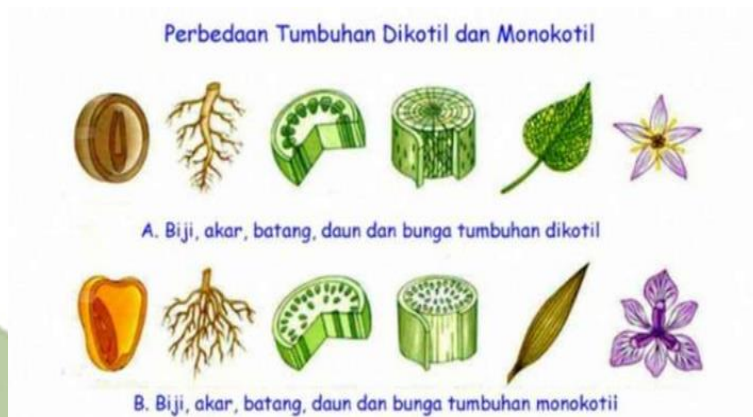 Perbedaan Tumbuhan Dikotil dan Monokotil
A. Biji, akar, batang, daun dan bunga tumbuhan dikotil
B. Biji, akar, batang, daun dan bunga tumbuhan monokotii